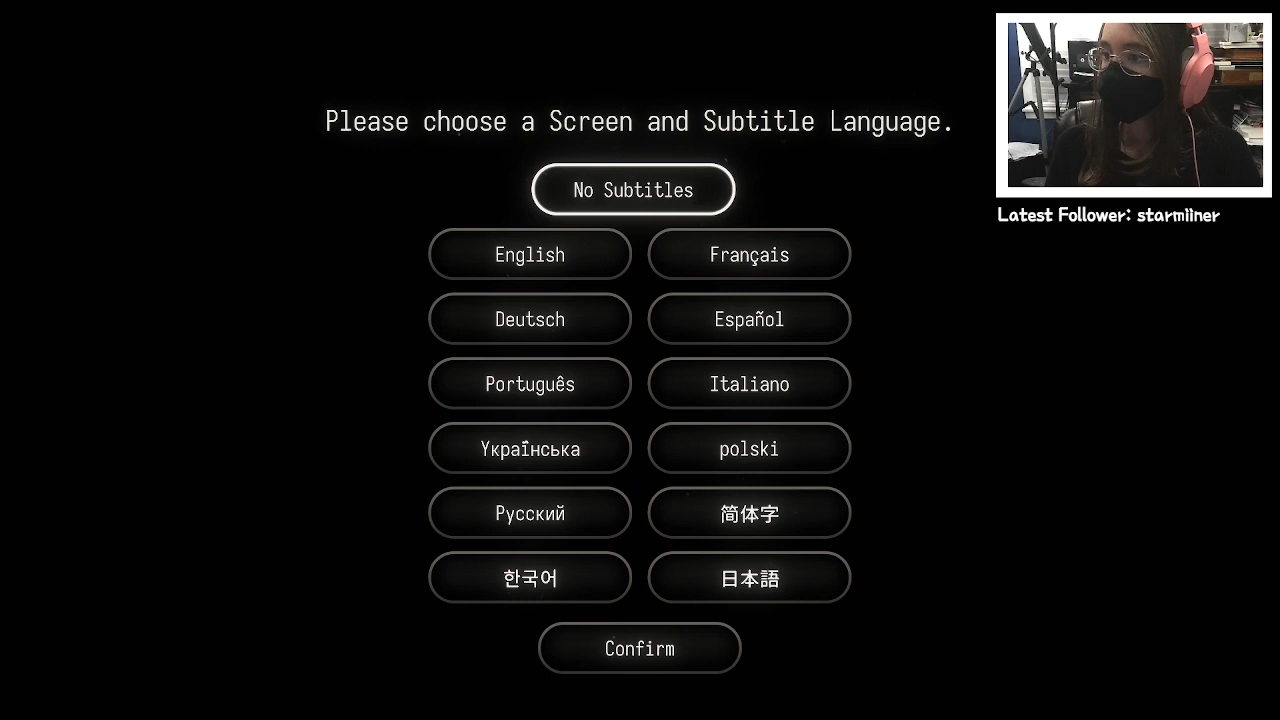 Please choose a Screen and Subtitle Language.
No Subtitles
English
Français
Deutsch
Español
Português
Italiano
Українська
polski
Русский
简体字
한국어
日本語
Confirm
Latest Follower: starmiiner